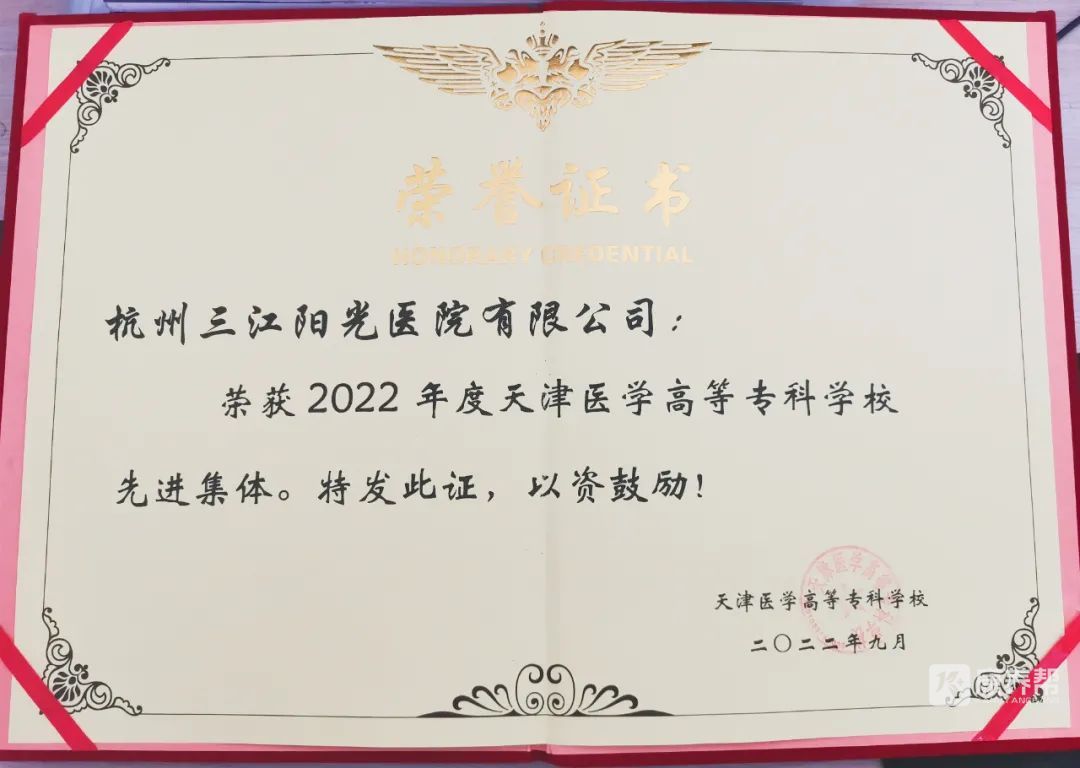 荣誉证书
HONORARY CREDENTIAL
杭州三江阳光医院有限公司：
荣获2022年度天津医学高等专科学校
先进集体。特发此证，以资鼓励！
天津医学高等专科学校
二〇二二年九月